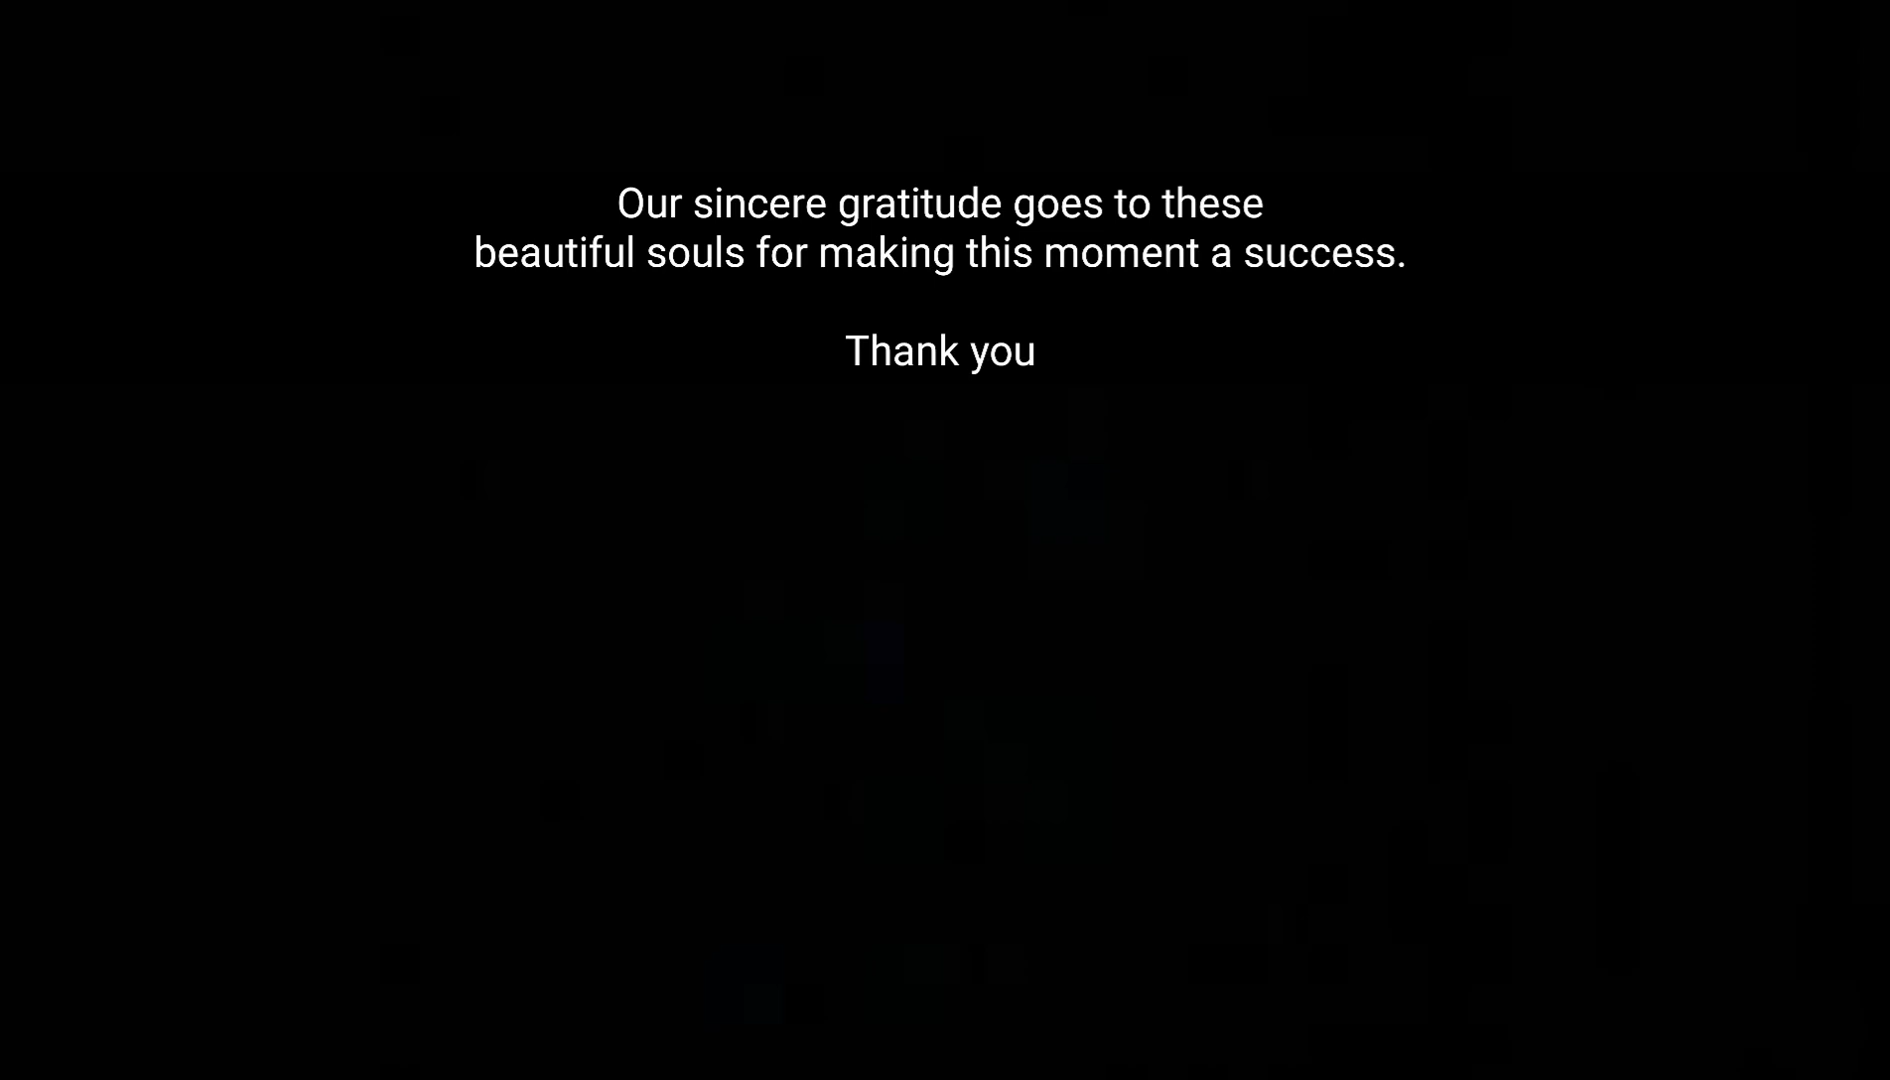 Our sincere gratitude goes to these
beautiful souls for making this moment a success.
Thank you